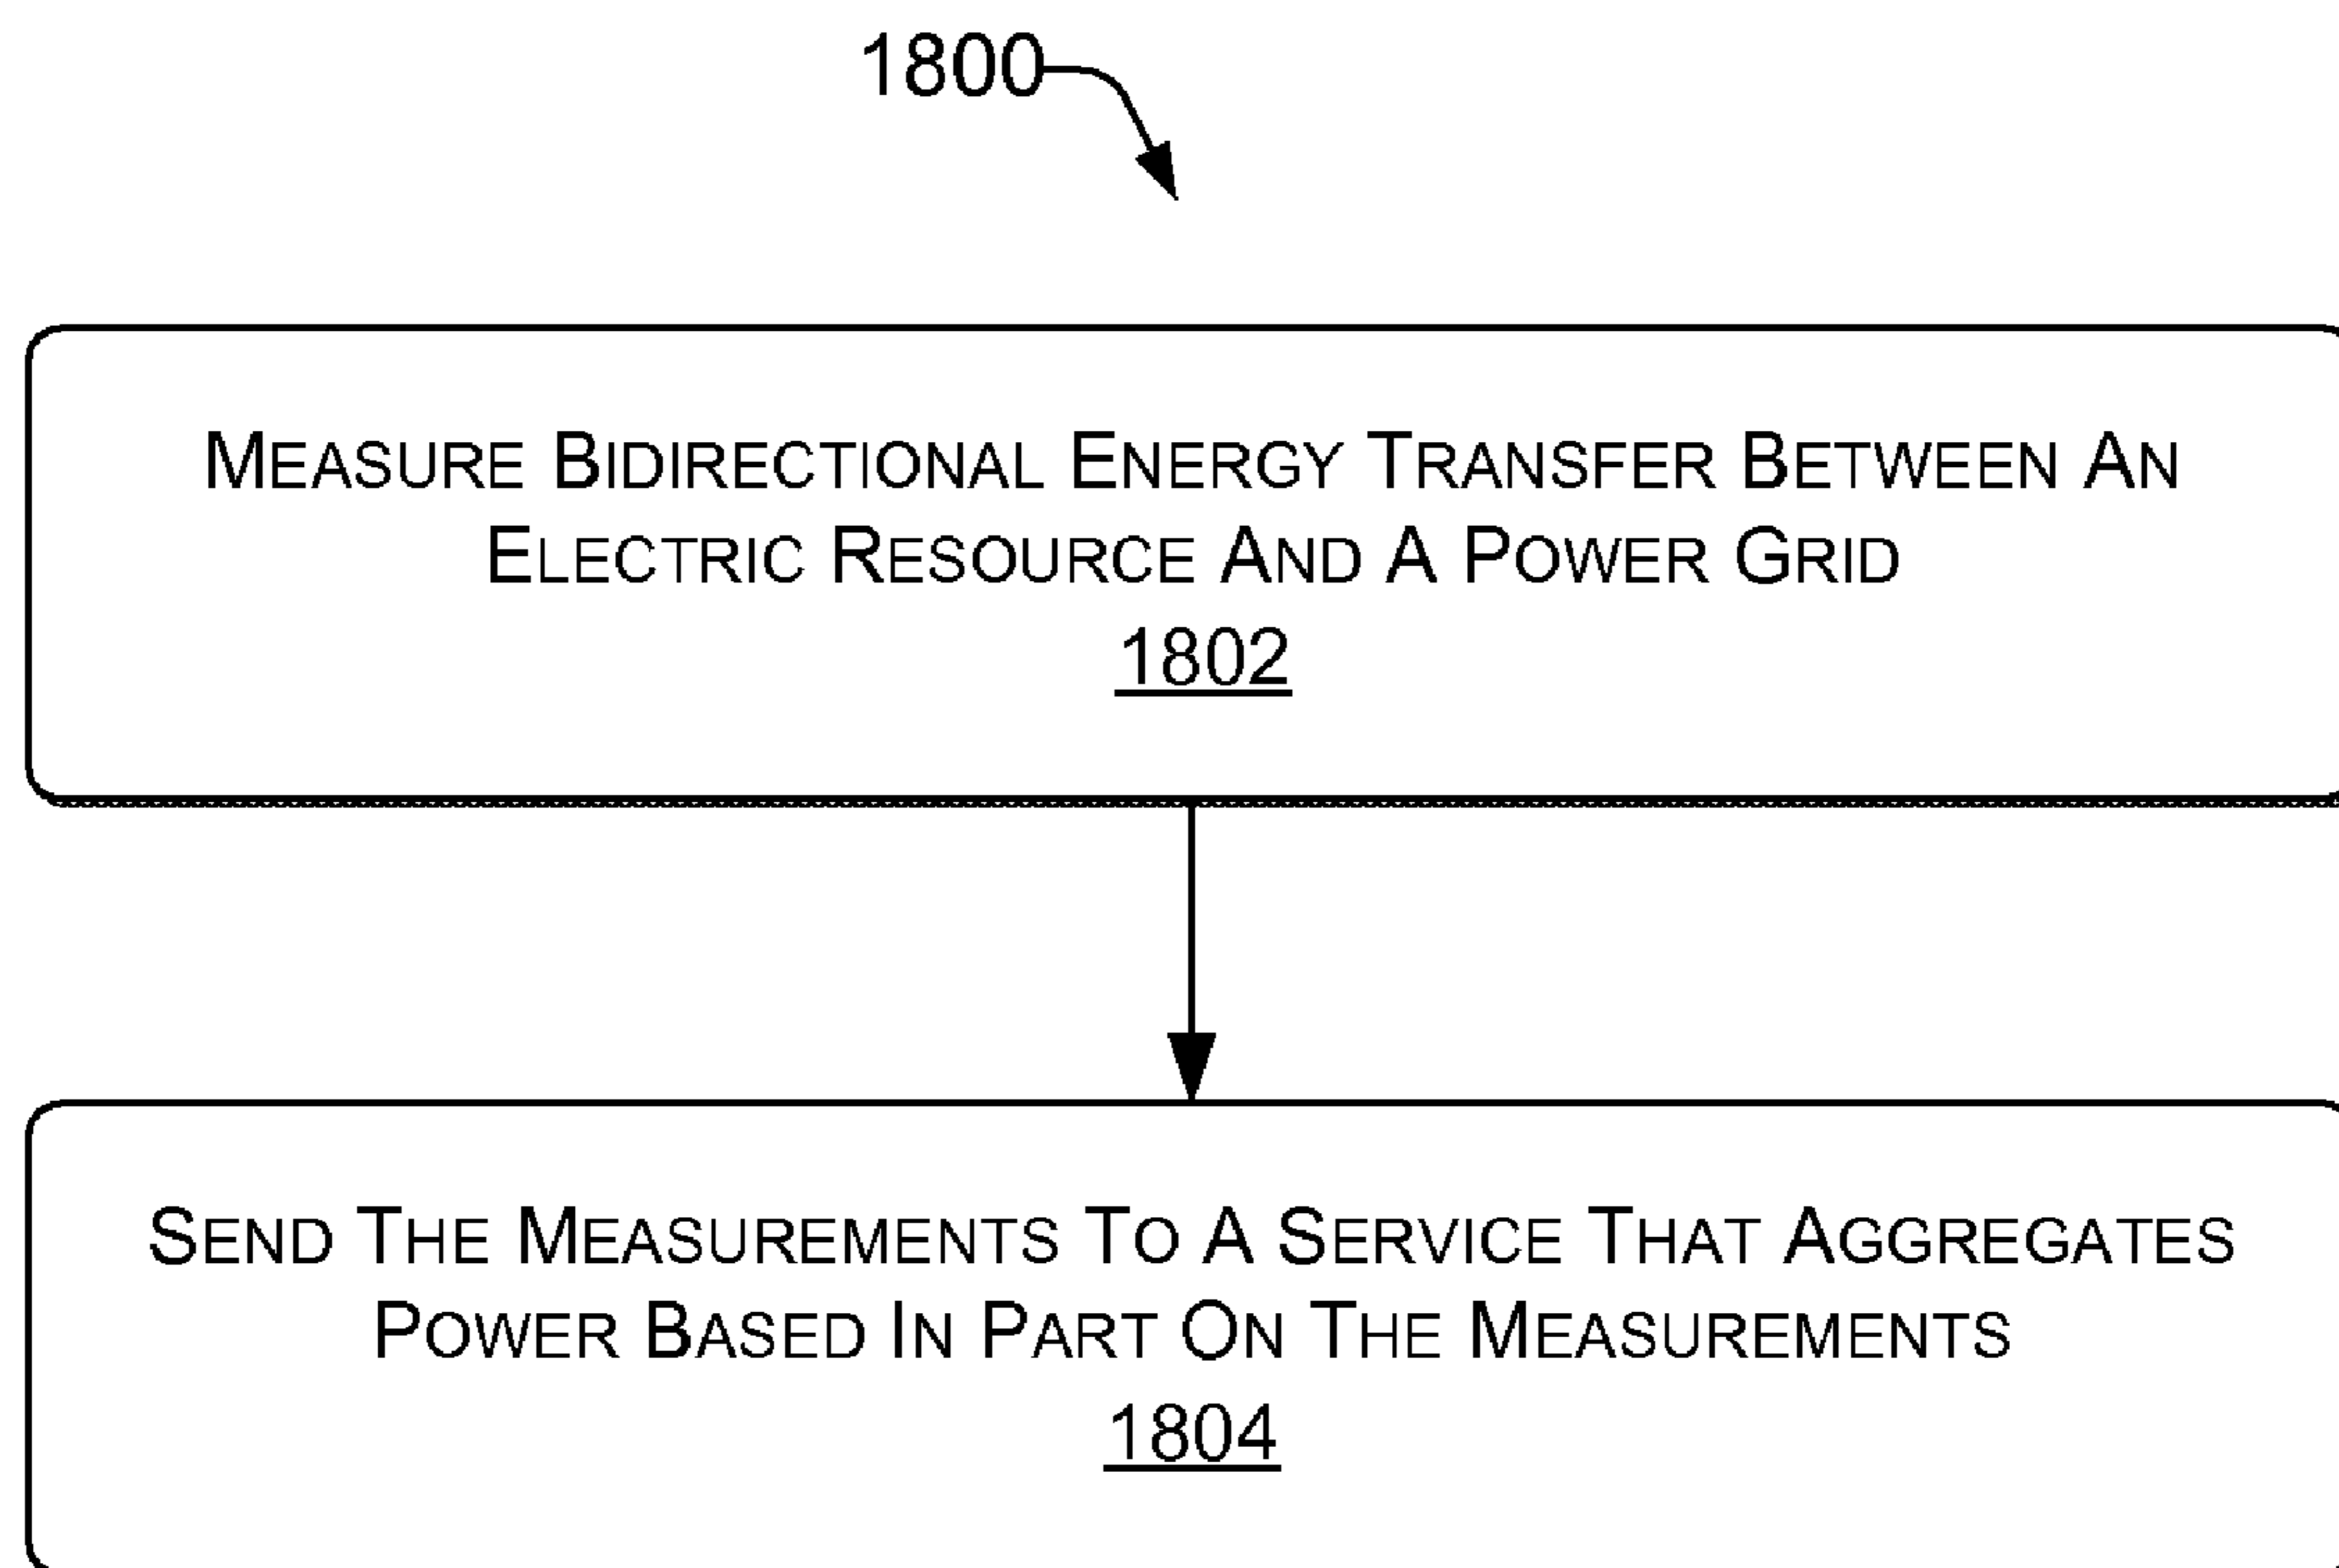 1800
MEASURE BIDIRECTIONAL ENERGY TRANSFER BETWEEN AN
ELECTRIC RESOURCE AND A POWER GRID
1802
SEND THE MEASUREMENTS TO A SERVICE THAT AGGREGATES
POWER BASED IN PART ON THE MEASUREMENTS
1804